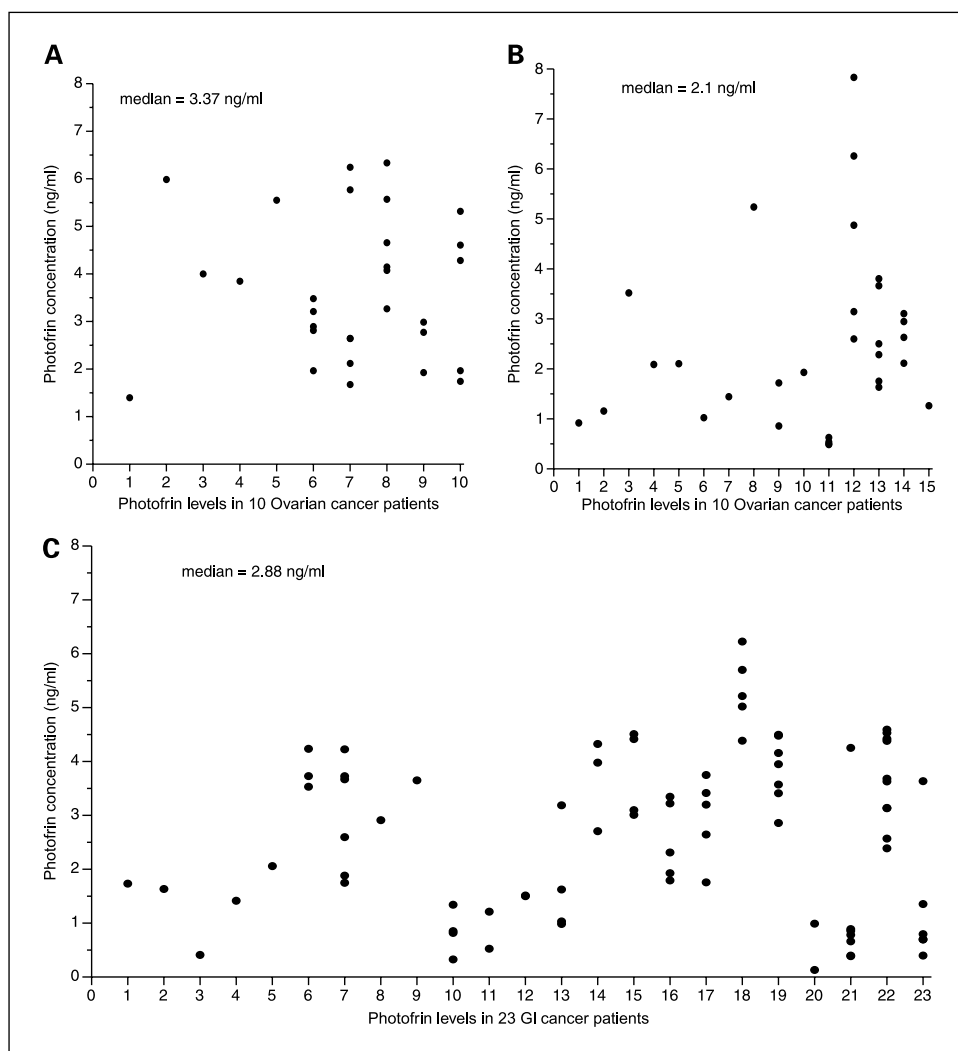 A
median = 3.37 ng/ml
Photofrin concentration (ng/ml)
8
7
6
5
4
3
2
1
0
0 1 2 3 4 5 6 7 8 9 10
Photofrin levels in 10 Ovarian cancer patients
B
median = 2.1 ng/ml
Photofrin concentration (ng/ml)
8
7
6
5
4
3
2
1
0
0 1 2 3 4 5 6 7 8 9 10 11 12 13 14 15
Photofrin levels in 10 Ovarian cancer patients
C
median = 2.88 ng/ml
Photofrin concentration (ng/ml)
8
7
6
5
4
3
2
1
0
0 1 2 3 4 5 6 7 8 9 10 11 12 13 14 15 16 17 18 19 20 21 22 23
Photofrin levels in 23 GI cancer patients